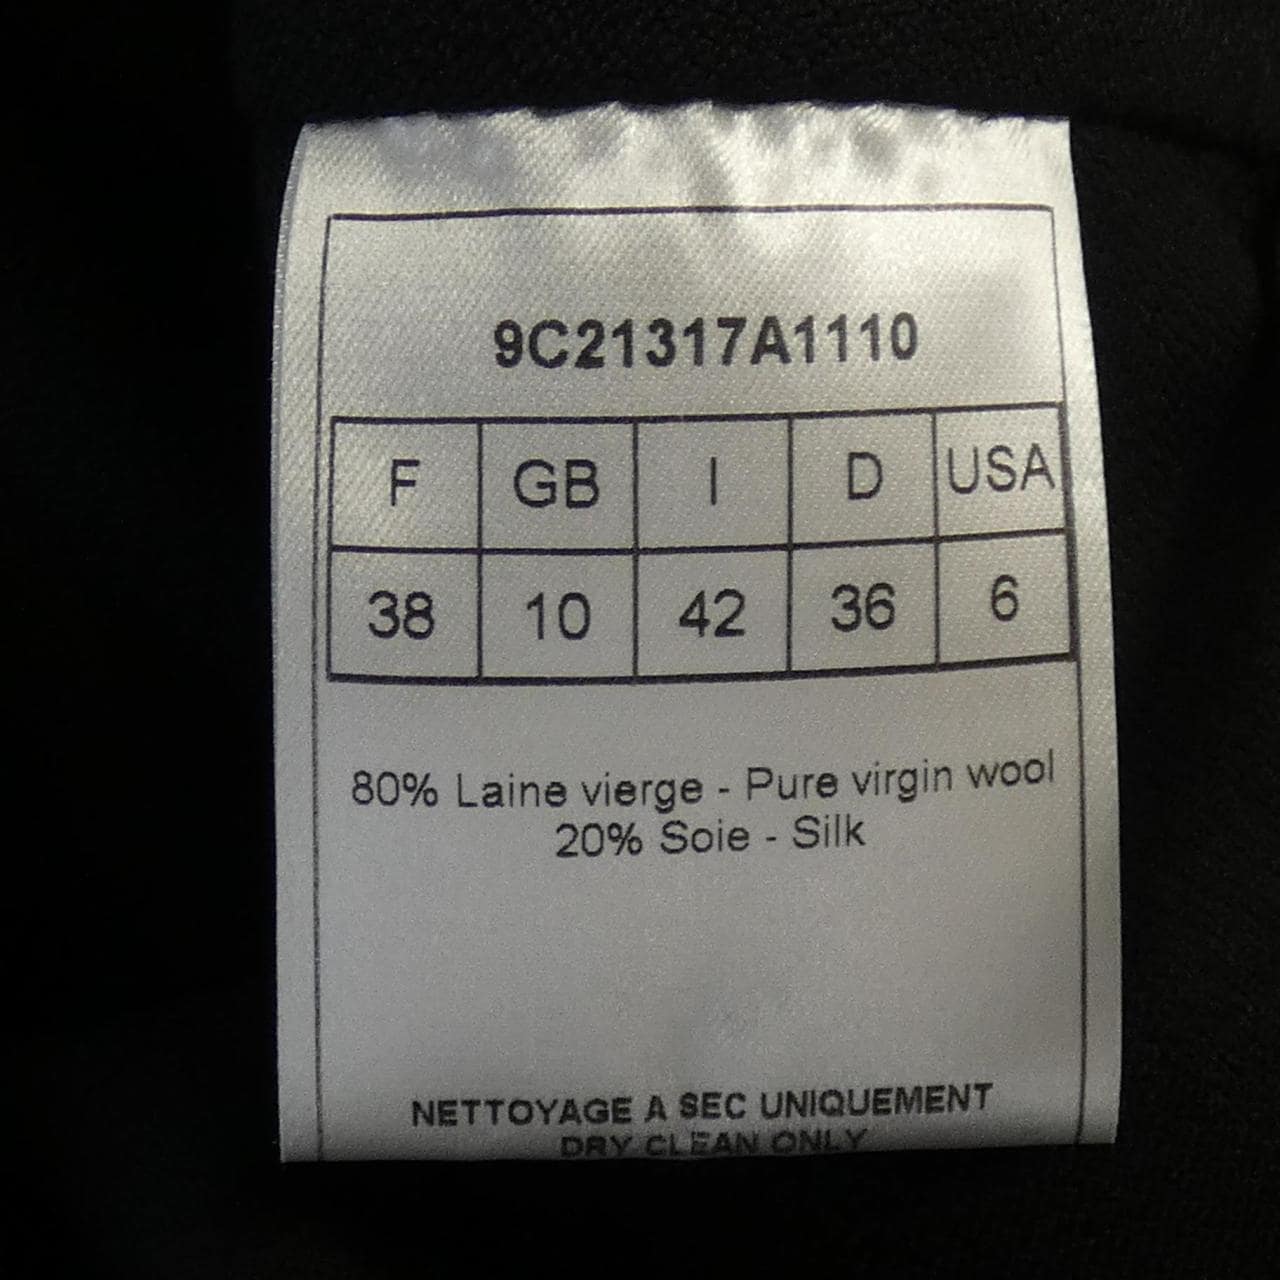 9C21317A1110
F GB I D USA
38 10 42 36 6
80% Laine vierge - Pure virgin wool
20% Soie - Silk
NETTOYAGE A SEC UNIQUEMENT
DRY CLEAN ONLY